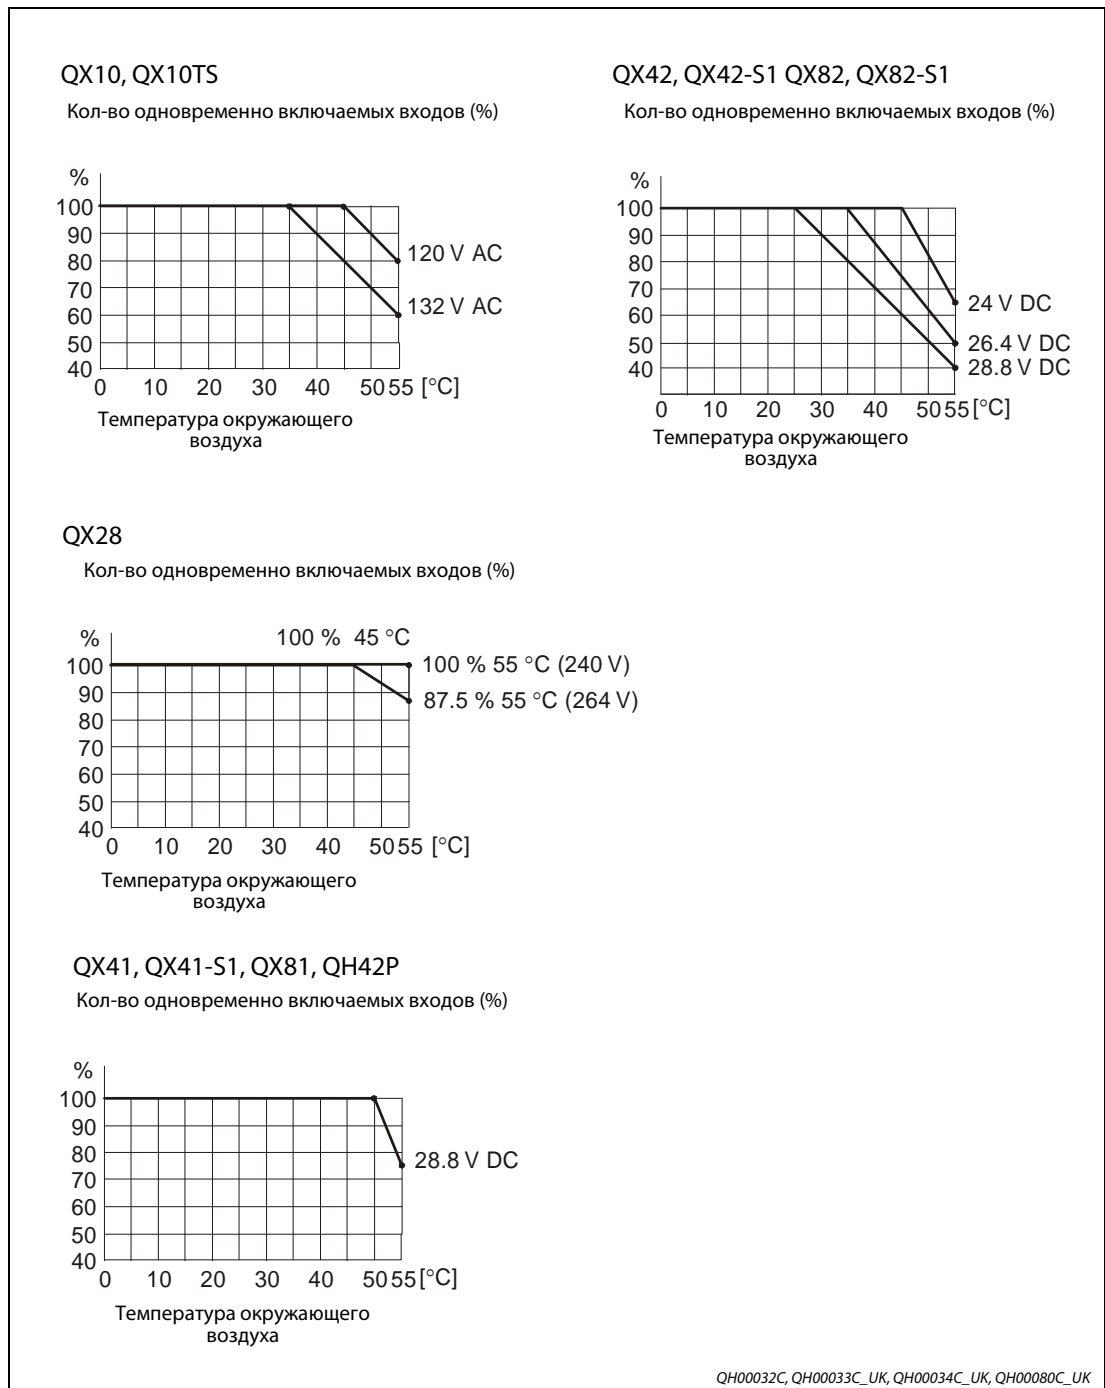 QX10, QX10TS
Кол-во одновременно включаемых входов (%)
%
100
90
80
70
60
50
40
120 V AC
132 V AC
0 10 20 30 40 50 55 [°C]
Температура окружающего
воздуха
QX42, QX42-S1 QX82, QX82-S1
Кол-во одновременно включаемых входов (%)
%
100
90
80
70
60
50
40
24 V DC
26.4 V DC
28.8 V DC
0 10 20 30 40 50 55 [°C]
Температура окружающего
воздуха
QX28
Кол-во одновременно включаемых входов (%)
%
100 % 45 °C
100
90
80
70
60
50
40
100 % 55 °C (240 V)
87.5 % 55 °C (264 V)
0 10 20 30 40 50 55 [°C]
Температура окружающего
воздуха
QX41, QX41-S1, QX81, QH42P
Кол-во одновременно включаемых входов (%)
%
100
90
80
70
60
50
40
28.8 V DC
0 10 20 30 40 50 55 [°C]
Температура окружающего
воздуха
QH00032C, QH00033C_UK, QH00034C_UK, QH00080C_UK